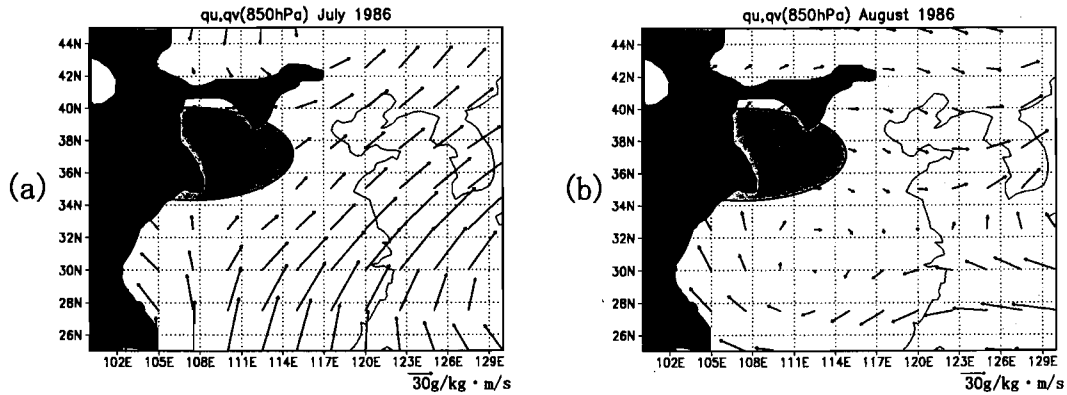 qu,qv(850hPa) July 1986
44N
42N
40N
38N
36N
34N
32N
30N
28N
26N
102E 105E 108E 111E 114E 117E 120E 123E 126E 129E
30g/kg·m/s
(a)
qu,qv(850hPa) August 1986
44N
42N
40N
38N
36N
34N
32N
30N
28N
26N
102E 105E 108E 111E 114E 117E 120E 123E 126E 129E
30g/kg·m/s
(b)